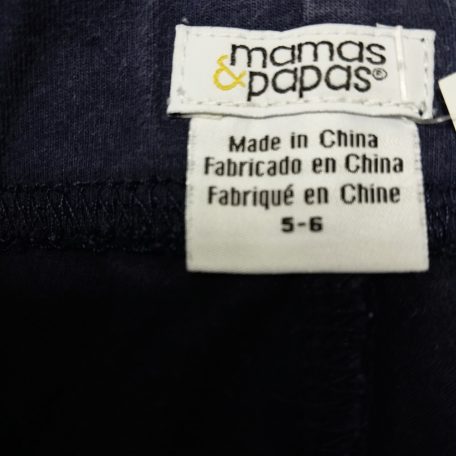 mamas
& papas®
Made in China
Fabricado en China
Fabriqué en Chine
5-6